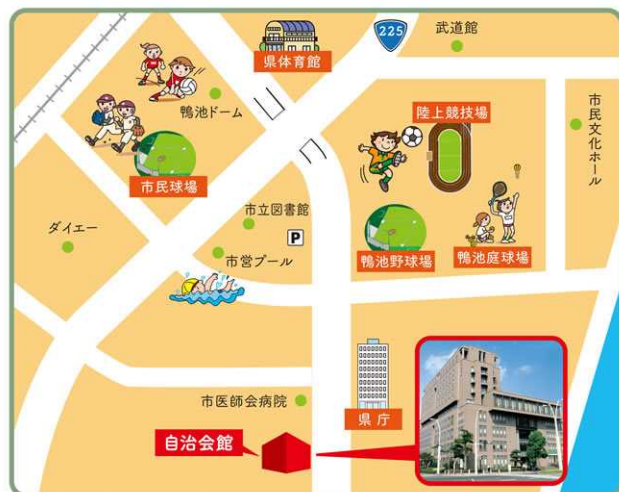 県体育館
225
武道館
鴨池ドーム
陸上競技場
市民文化ホール
市民球場
市立図書館
P
ダイエー
市営プール
鴨池野球場
鴨池庭球場
市医師会病院
県庁
自治会館